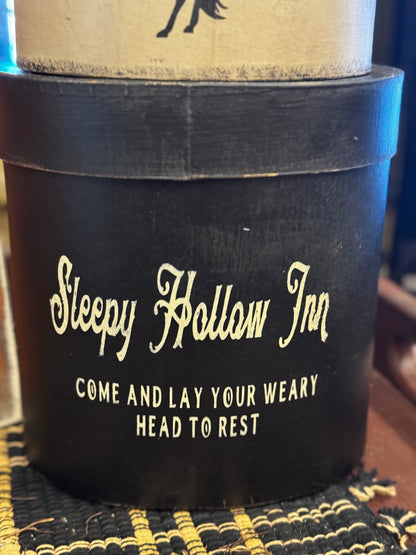 Sleepy Hollow Inn
COME AND LAY YOUR WEARY
HEAD TO REST